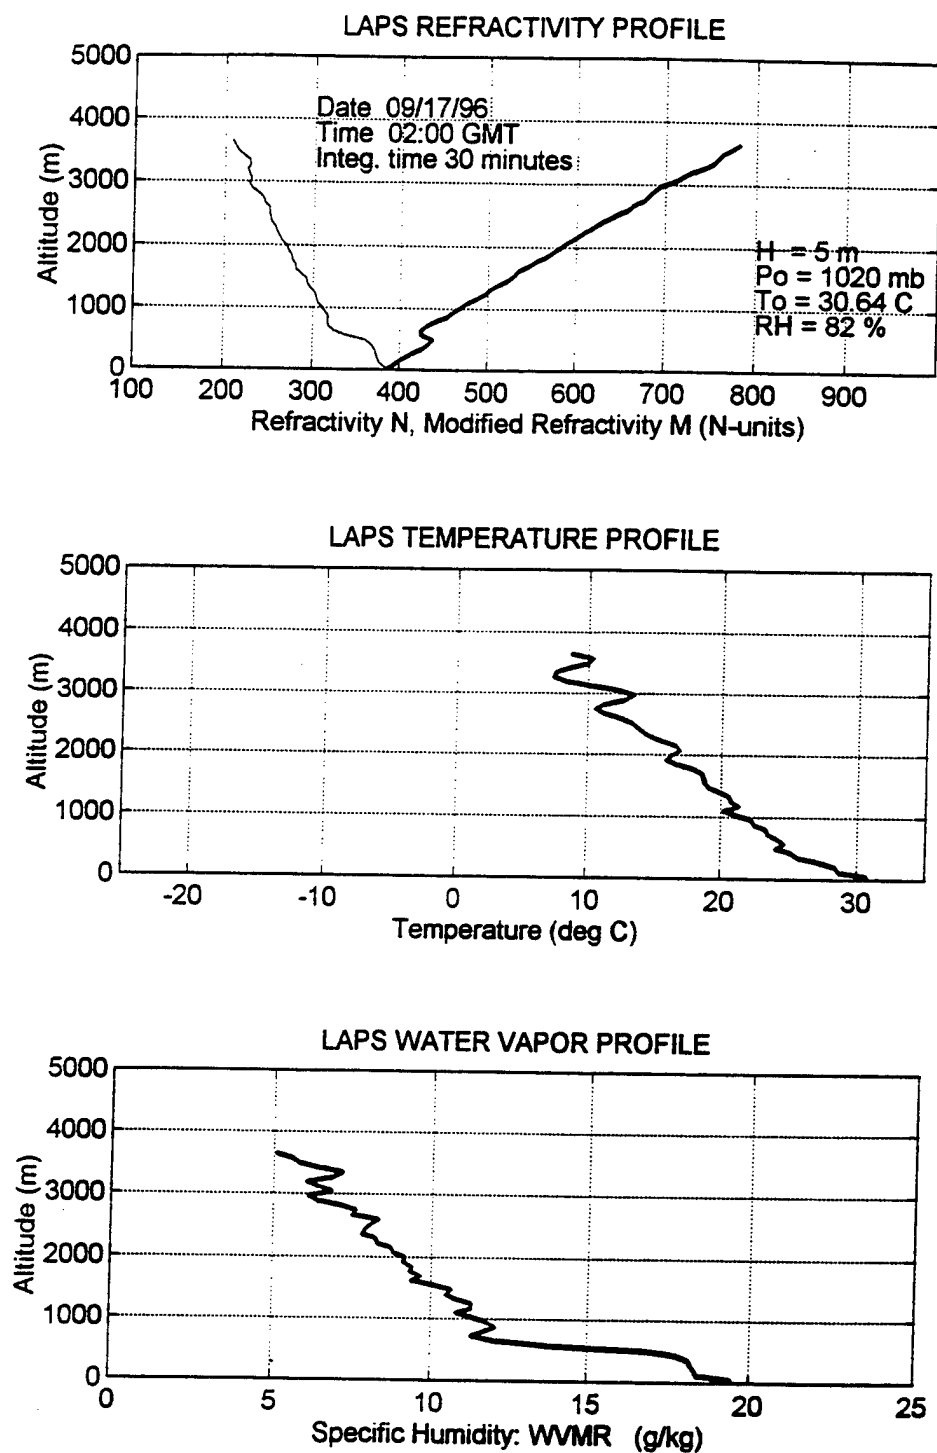 LAPS REFRACTIVITY PROFILE
5000
4000
3000
2000
1000
0
Altitude (m)
Date 09/17/96
Time 02:00 GMT
Integ. time 30 minutes
H = 5 m
Po = 1020 mb
To = 30.64 C
RH = 82 %
100 200 300 400 500 600 700 800 900
Refractivity N, Modified Refractivity M (N-units)
LAPS TEMPERATURE PROFILE
5000
4000
3000
2000
1000
0
Altitude (m)
-20 -10 0 10 20 30
Temperature (deg C)
LAPS WATER VAPOR PROFILE
5000
4000
3000
2000
1000
0
Altitude (m)
0 5 10 15 20 25
Specific Humidity: WVMR (g/kg)